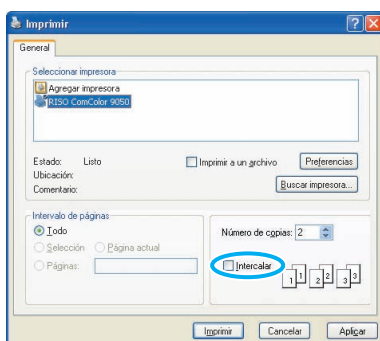 Imprimir
General
Seleccionar impresora
Agregar impresora
RISO ComColor 9050
Estado: Listo
Imprimir a un archivo
Preferencias
Ubicación:
Comentario:
Buscar impresora...
Intervalo de páginas
Todo
Selección Página actual
Páginas:
Número de copias: 2
Intercalar
1 1 2 2 3 3
Imprimir Cancelar Aplicar